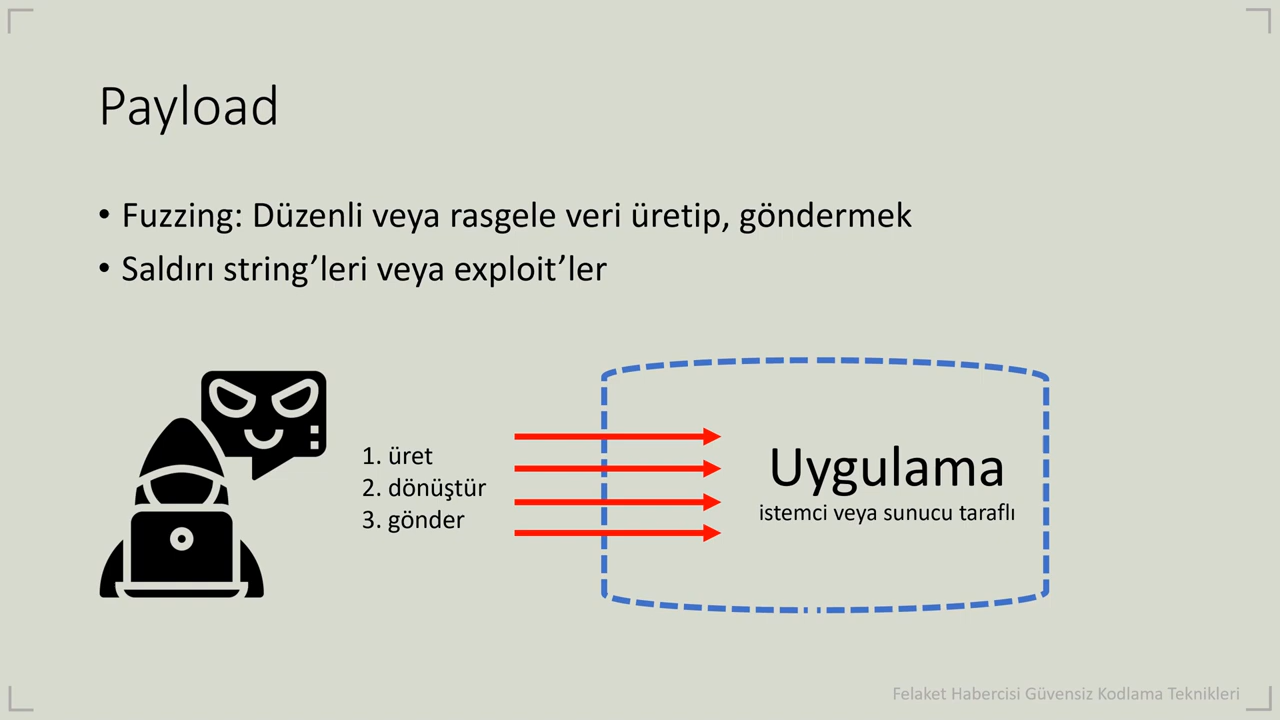 Payload
• Fuzzing: Düzenli veya rasgele veri üretip, göndermek
• Saldırı string’leri veya exploit’ler
1. üret
2. dönüştür
3. gönder
Uygulama
istemci veya sunucu taraflı
Felaket Habercisi Güvensiz Kodlama Teknikleri